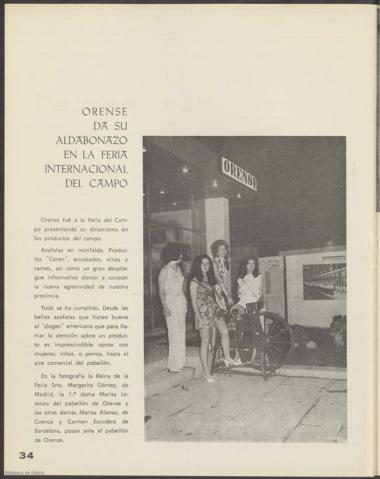 ORENSE
DA SU
ALDABONAZO
EN LA FERIA
INTERNACIONAL
DEL CAMPO
Orense fué a la Feria del Cam-
po presentando su dinamismo en
los productos del campo.
Azafatas en minifalda. Produc-
tos "Coren", envasados, vinos y
carnes, así como un gran desplie-
gue informativo dieron a conocer
la nueva agresividad de nuestra
provincia.
Todo se ha cumplido. Desde las
bellas azafatas que hacen bueno
el "slogan" americano que para lla-
mar la atención sobre un produc-
to es imprescindible contar con
mujeres, niños, o perros, hasta el
aire comercial del pabellón.
En la fotografía la Reina de la
Feria Srta. Margarita Gómez, de
Madrid, la 1.ª dama Marisa Lo-
renzo del pabellón de Orense y
las otras damas Marisa Alonso, de
Cuenca y Carmen Escudero de
Barcelona, posan ante el pabellón
de Orense.
ORENSE
34
Biblioteca de Galicia